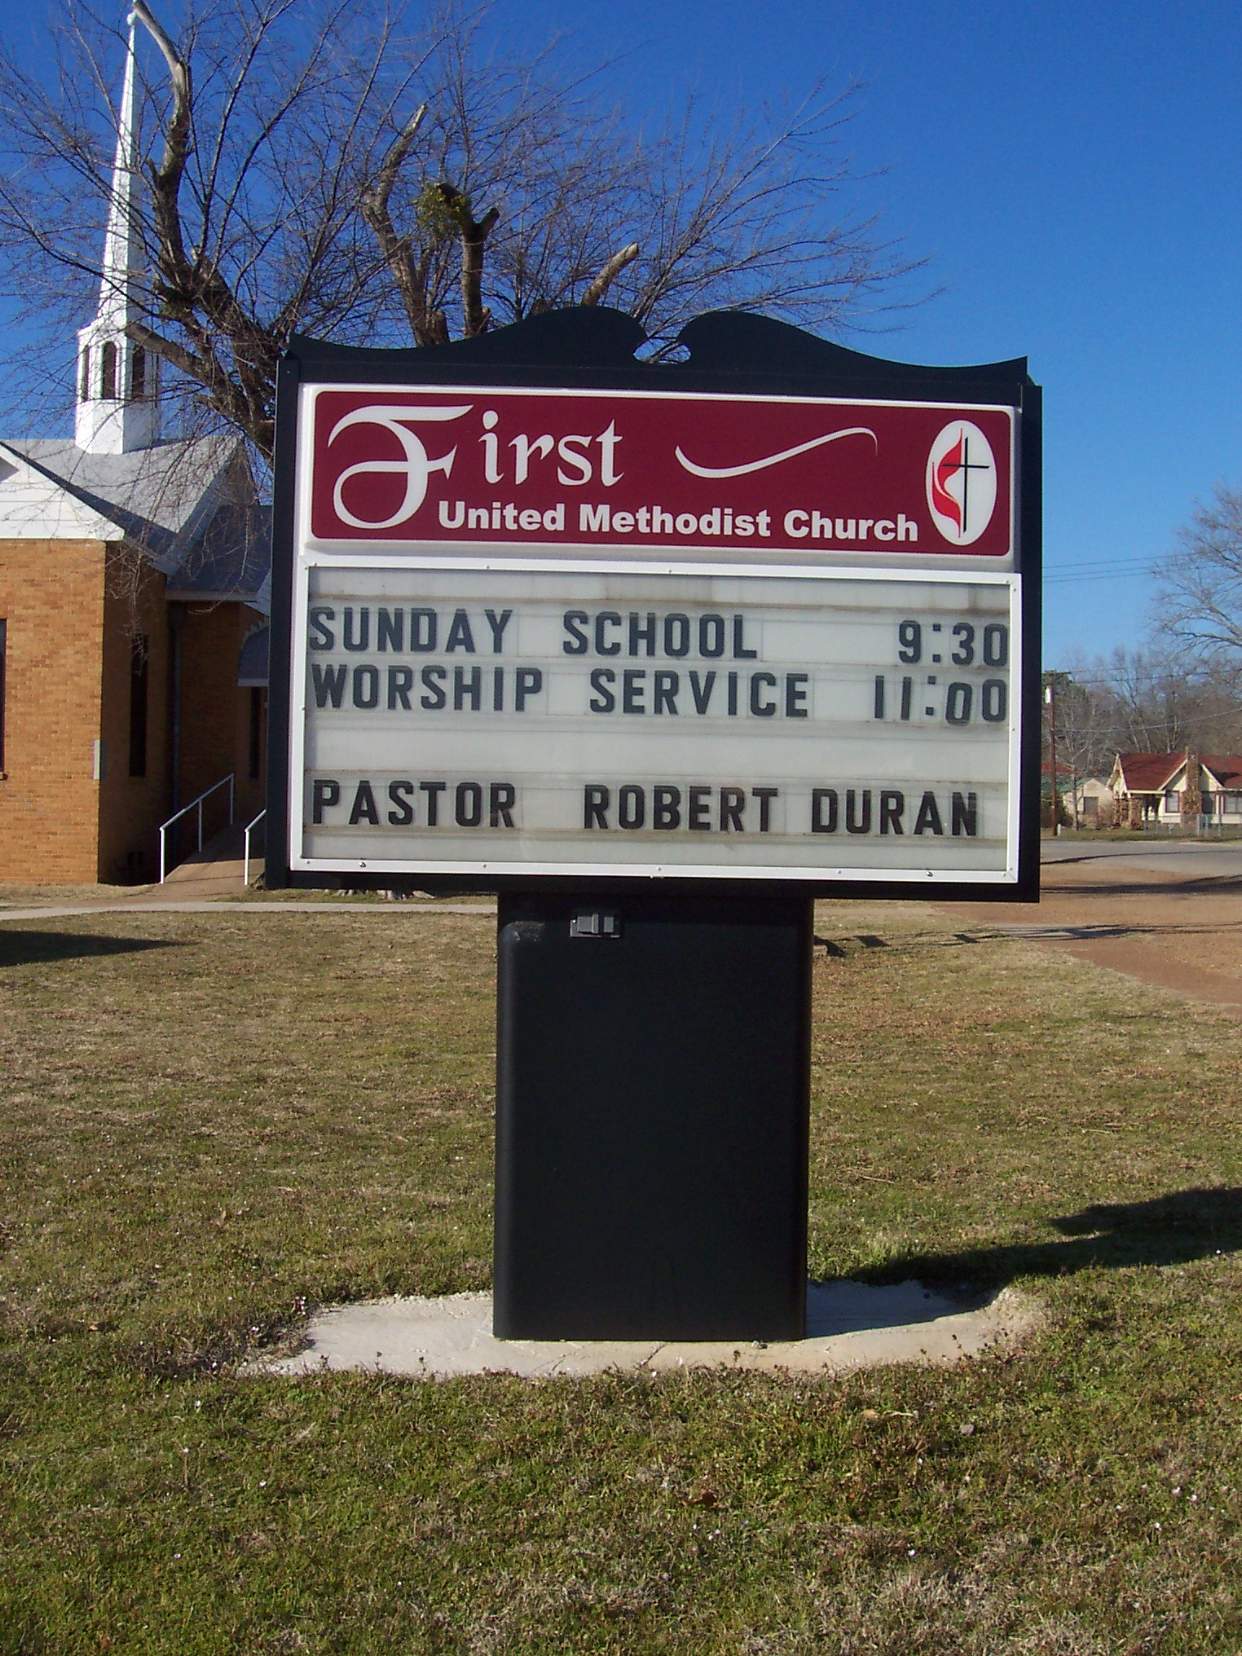 First
United Methodist Church
SUNDAY SCHOOL 9:30
WORSHIP SERVICE 11:00
PASTOR ROBERT DURAN